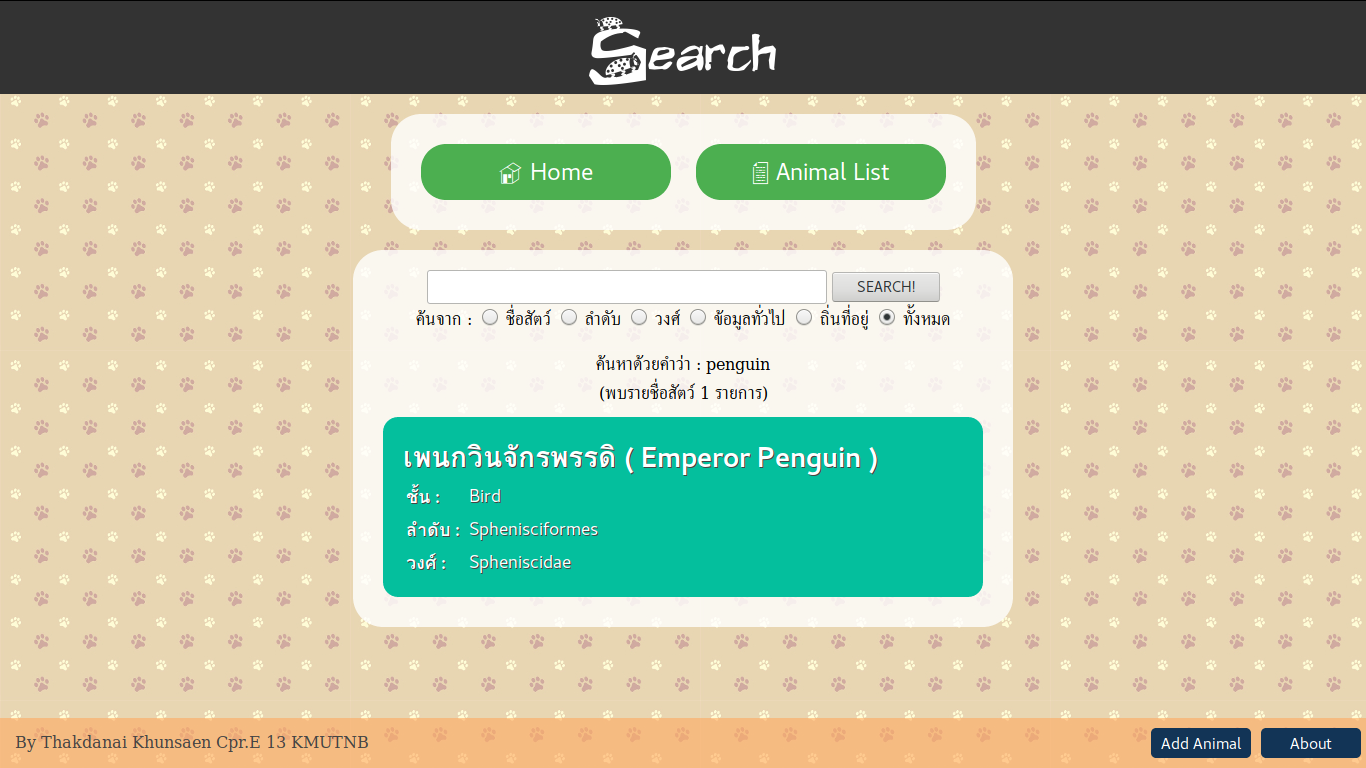 Search
Home
Animal List
SEARCH!
ค้นจาก : ชื่อสัตว์ ลำดับ วงศ์ ข้อมูลทั่วไป ถิ่นที่อยู่ ทั้งหมด
ค้นหาด้วยคำว่า : penguin
(พบรายชื่อสัตว์ 1 รายการ)
เพนกวินจักรพรรดิ ( Emperor Penguin )
ชั้น : Bird
ลำดับ : Sphenisciformes
วงศ์ : Spheniscidae
By Thakdanai Khunsaen Cpr.E 13 KMUTNB
Add Animal
About